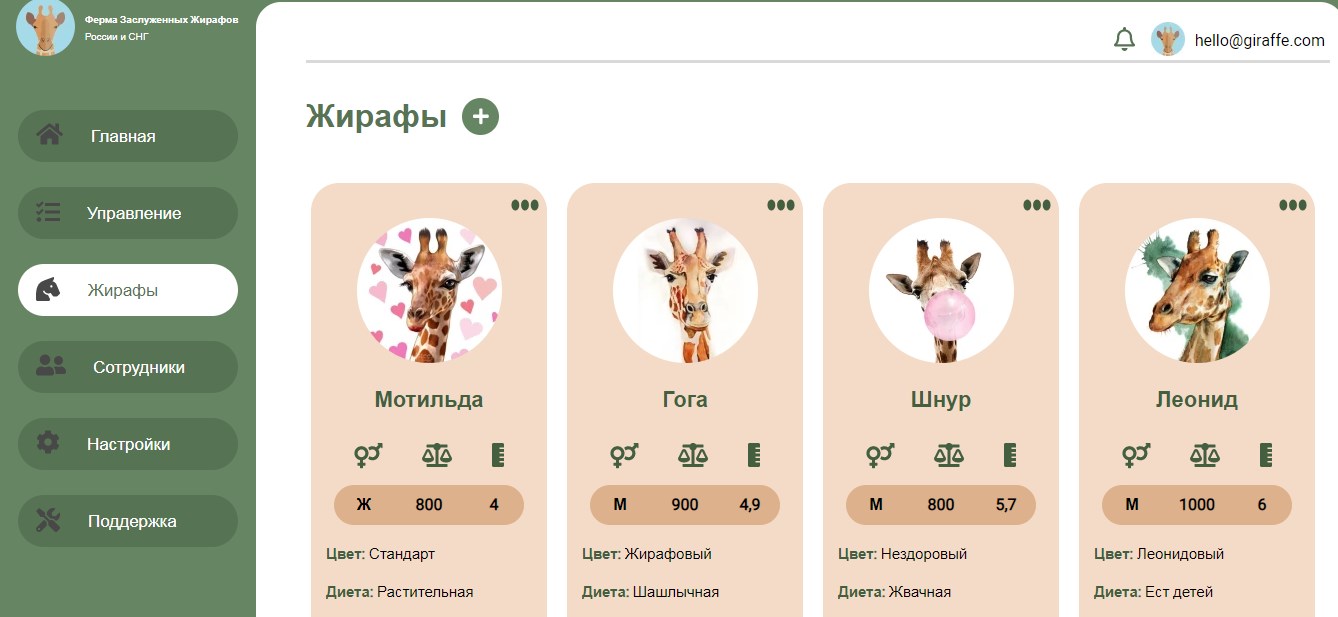 Ферма Заслуженных Жирафов
России и СНГ
hello@giraffe.com
Главная
Управление
Жирафы
Сотрудники
Настройки
Поддержка
Жирафы
Мотильда
Ж 800 4
Цвет: Стандарт
Диета: Растительная
Гога
М 900 4,9
Цвет: Жирафовый
Диета: Шашлычная
Шнур
М 800 5,7
Цвет: Нездоровый
Диета: Жвачная
Леонид
М 1000 6
Цвет: Леонидовый
Диета: Ест детей